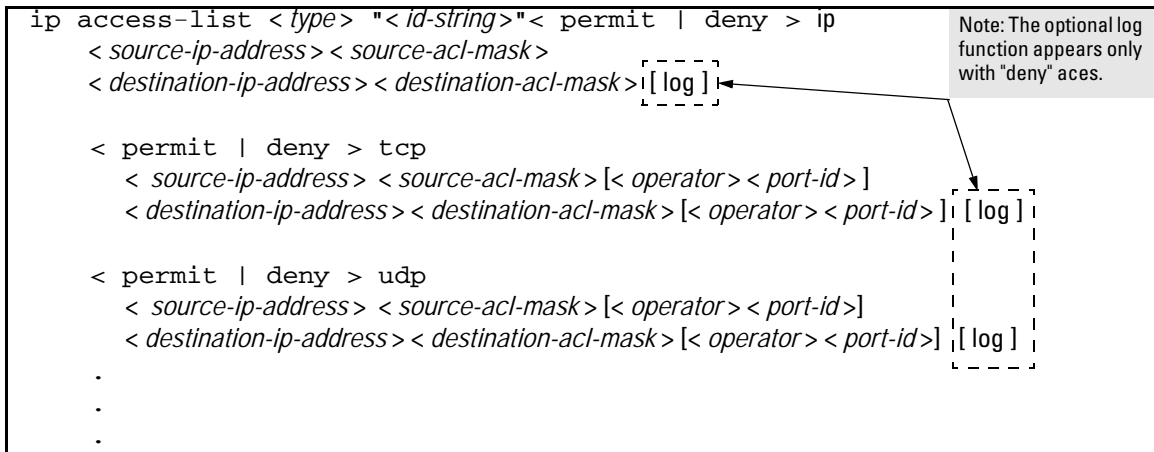 ip access-list < type > "< id-string >"< permit | deny > ip
< source-ip-address > < source-acl-mask >
< destination-ip-address > < destination-acl-mask > [ log ]
Note: The optional log
function appears only
with "deny" aces.
< permit | deny > tcp
< source-ip-address > < source-acl-mask > [< operator > < port-id > ]
< destination-ip-address > < destination-acl-mask > [< operator > < port-id > ] [ log ]
< permit | deny > udp
< source-ip-address > < source-acl-mask > [< operator > < port-id >]
< destination-ip-address > < destination-acl-mask > [< operator > < port-id >] [ log ]
.
.
.